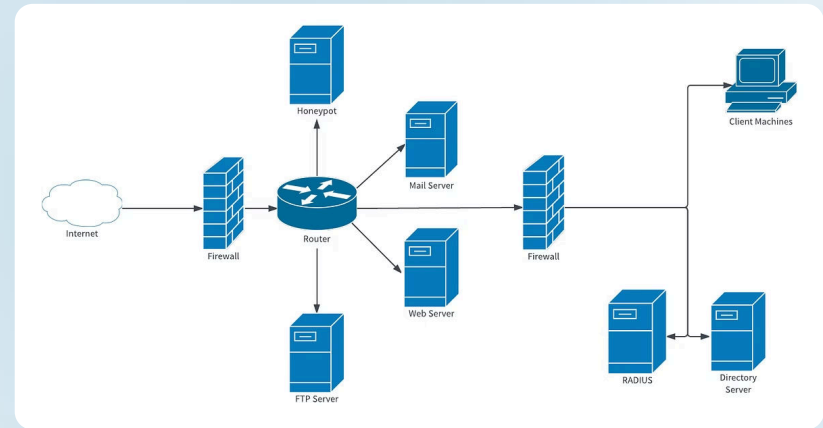 Honeypot
Client Machines
Mail Server
Internet
Router
Firewall
Firewall
Web Server
RADIUS
Directory
Server
FTP Server